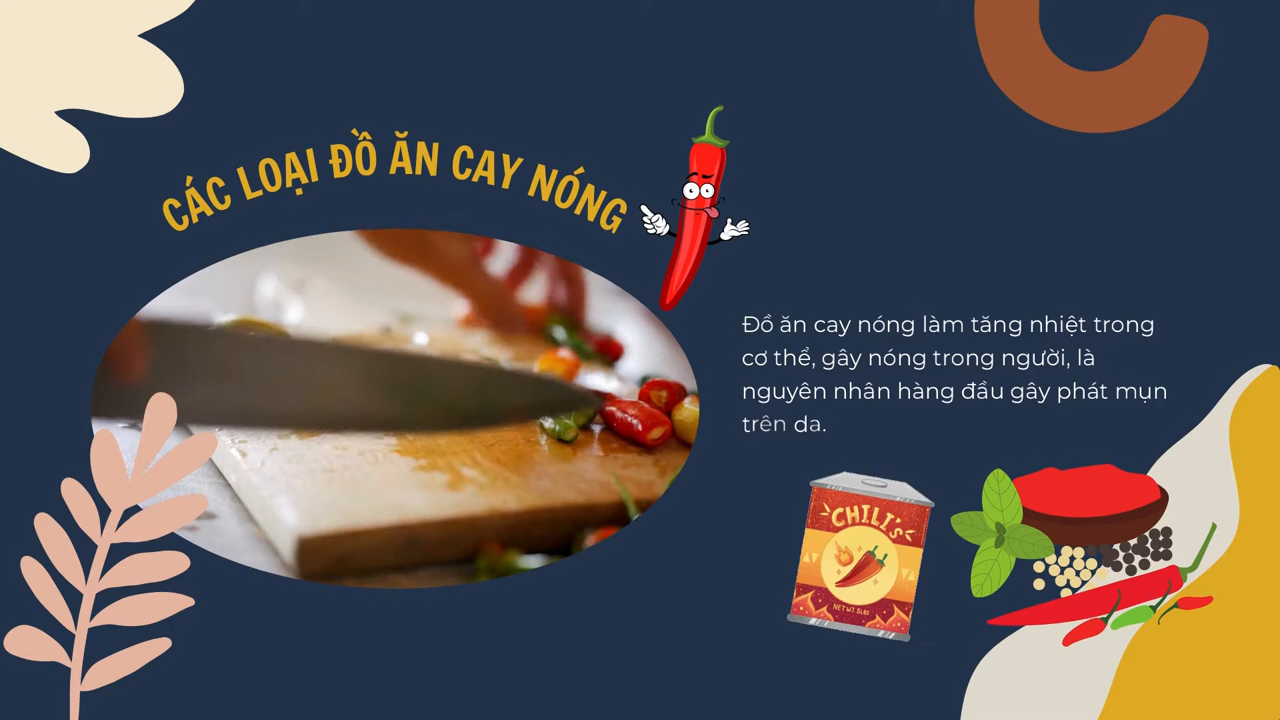 CÁC LOẠI ĐỒ ĂN CAY NÓNG
Đồ ăn cay nóng làm tăng nhiệt trong
cơ thể, gây nóng trong người, là
nguyên nhân hàng đầu gây phát mụn
trên da.
CHILI'S